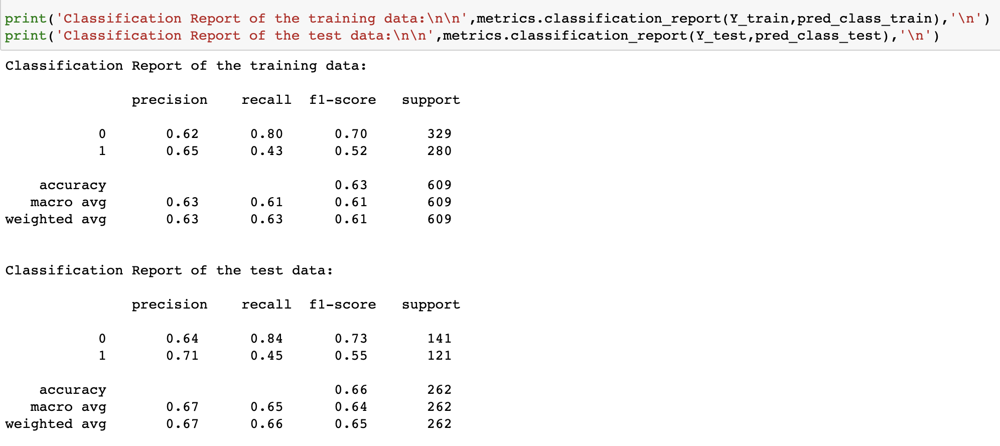 print('Classification Report of the training data:\n\n',metrics.classification_report(Y_train,pred_class_train),'\n')
print('Classification Report of the test data:\n\n',metrics.classification_report(Y_test,pred_class_test),'\n')
Classification Report of the training data:
precision recall f1-score support
0 0.62 0.80 0.70 329
1 0.65 0.43 0.52 280
accuracy 0.63 609
macro avg 0.63 0.61 0.61 609
weighted avg 0.63 0.63 0.61 609
Classification Report of the test data:
precision recall f1-score support
0 0.64 0.84 0.73 141
1 0.71 0.45 0.55 121
accuracy 0.66 262
macro avg 0.67 0.65 0.64 262
weighted avg 0.67 0.66 0.65 262